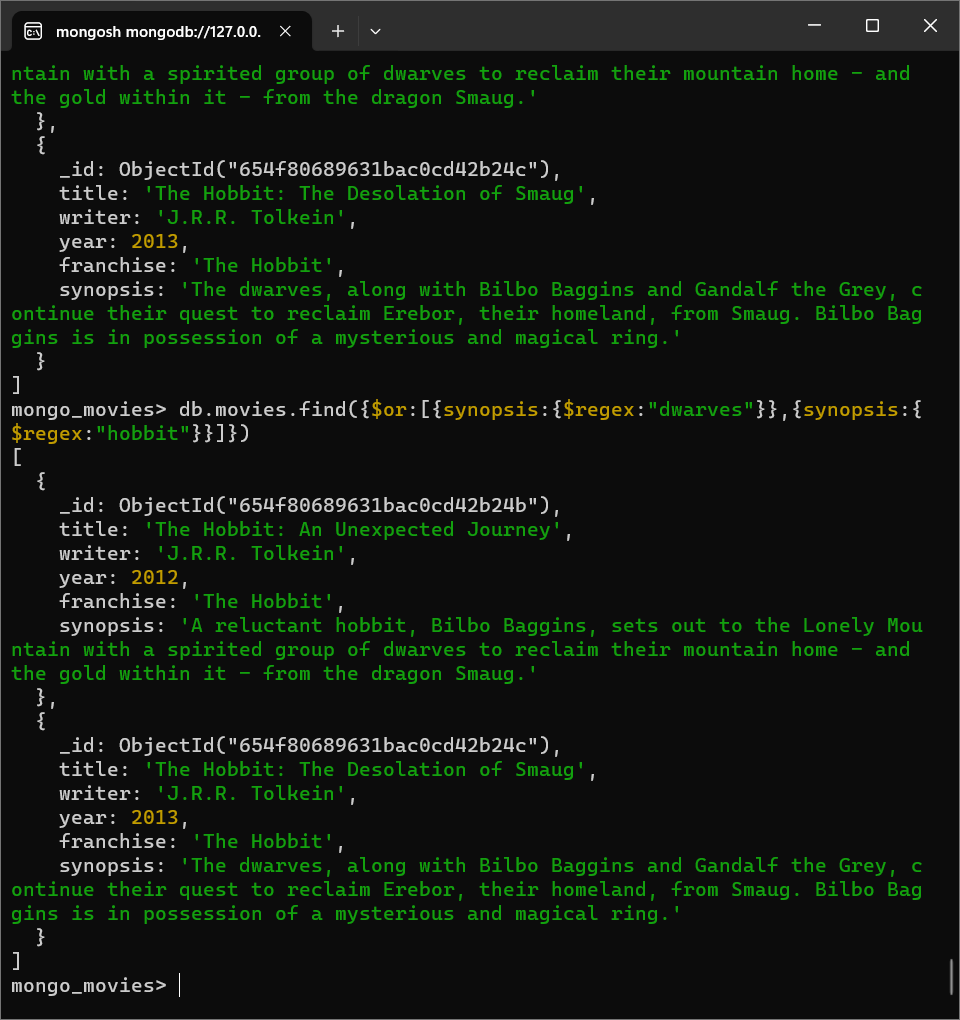 mongosh mongodb://127.0.0.
ntain with a spirited group of dwarves to reclaim their mountain home - and
the gold within it - from the dragon Smaug.'
  },
  {
    _id: ObjectId("654f80689631bac0cd42b24c"),
    title: 'The Hobbit: The Desolation of Smaug',
    writer: 'J.R.R. Tolkein',
    year: 2013,
    franchise: 'The Hobbit',
    synopsis: 'The dwarves, along with Bilbo Baggins and Gandalf the Grey, c
ontinue their quest to reclaim Erebor, their homeland, from Smaug. Bilbo Bag
gins is in possession of a mysterious and magical ring.'
  }
]
mongo_movies> db.movies.find({$or:[{synopsis:{$regex:"dwarves"}},{synopsis:{
$regex:"hobbit"}}]})
[
  {
    _id: ObjectId("654f80689631bac0cd42b24b"),
    title: 'The Hobbit: An Unexpected Journey',
    writer: 'J.R.R. Tolkein',
    year: 2012,
    franchise: 'The Hobbit',
    synopsis: 'A reluctant hobbit, Bilbo Baggins, sets out to the Lonely Mou
ntain with a spirited group of dwarves to reclaim their mountain home - and
the gold within it - from the dragon Smaug.'
  },
  {
    _id: ObjectId("654f80689631bac0cd42b24c"),
    title: 'The Hobbit: The Desolation of Smaug',
    writer: 'J.R.R. Tolkein',
    year: 2013,
    franchise: 'The Hobbit',
    synopsis: 'The dwarves, along with Bilbo Baggins and Gandalf the Grey, c
ontinue their quest to reclaim Erebor, their homeland, from Smaug. Bilbo Bag
gins is in possession of a mysterious and magical ring.'
  }
]
mongo_movies>